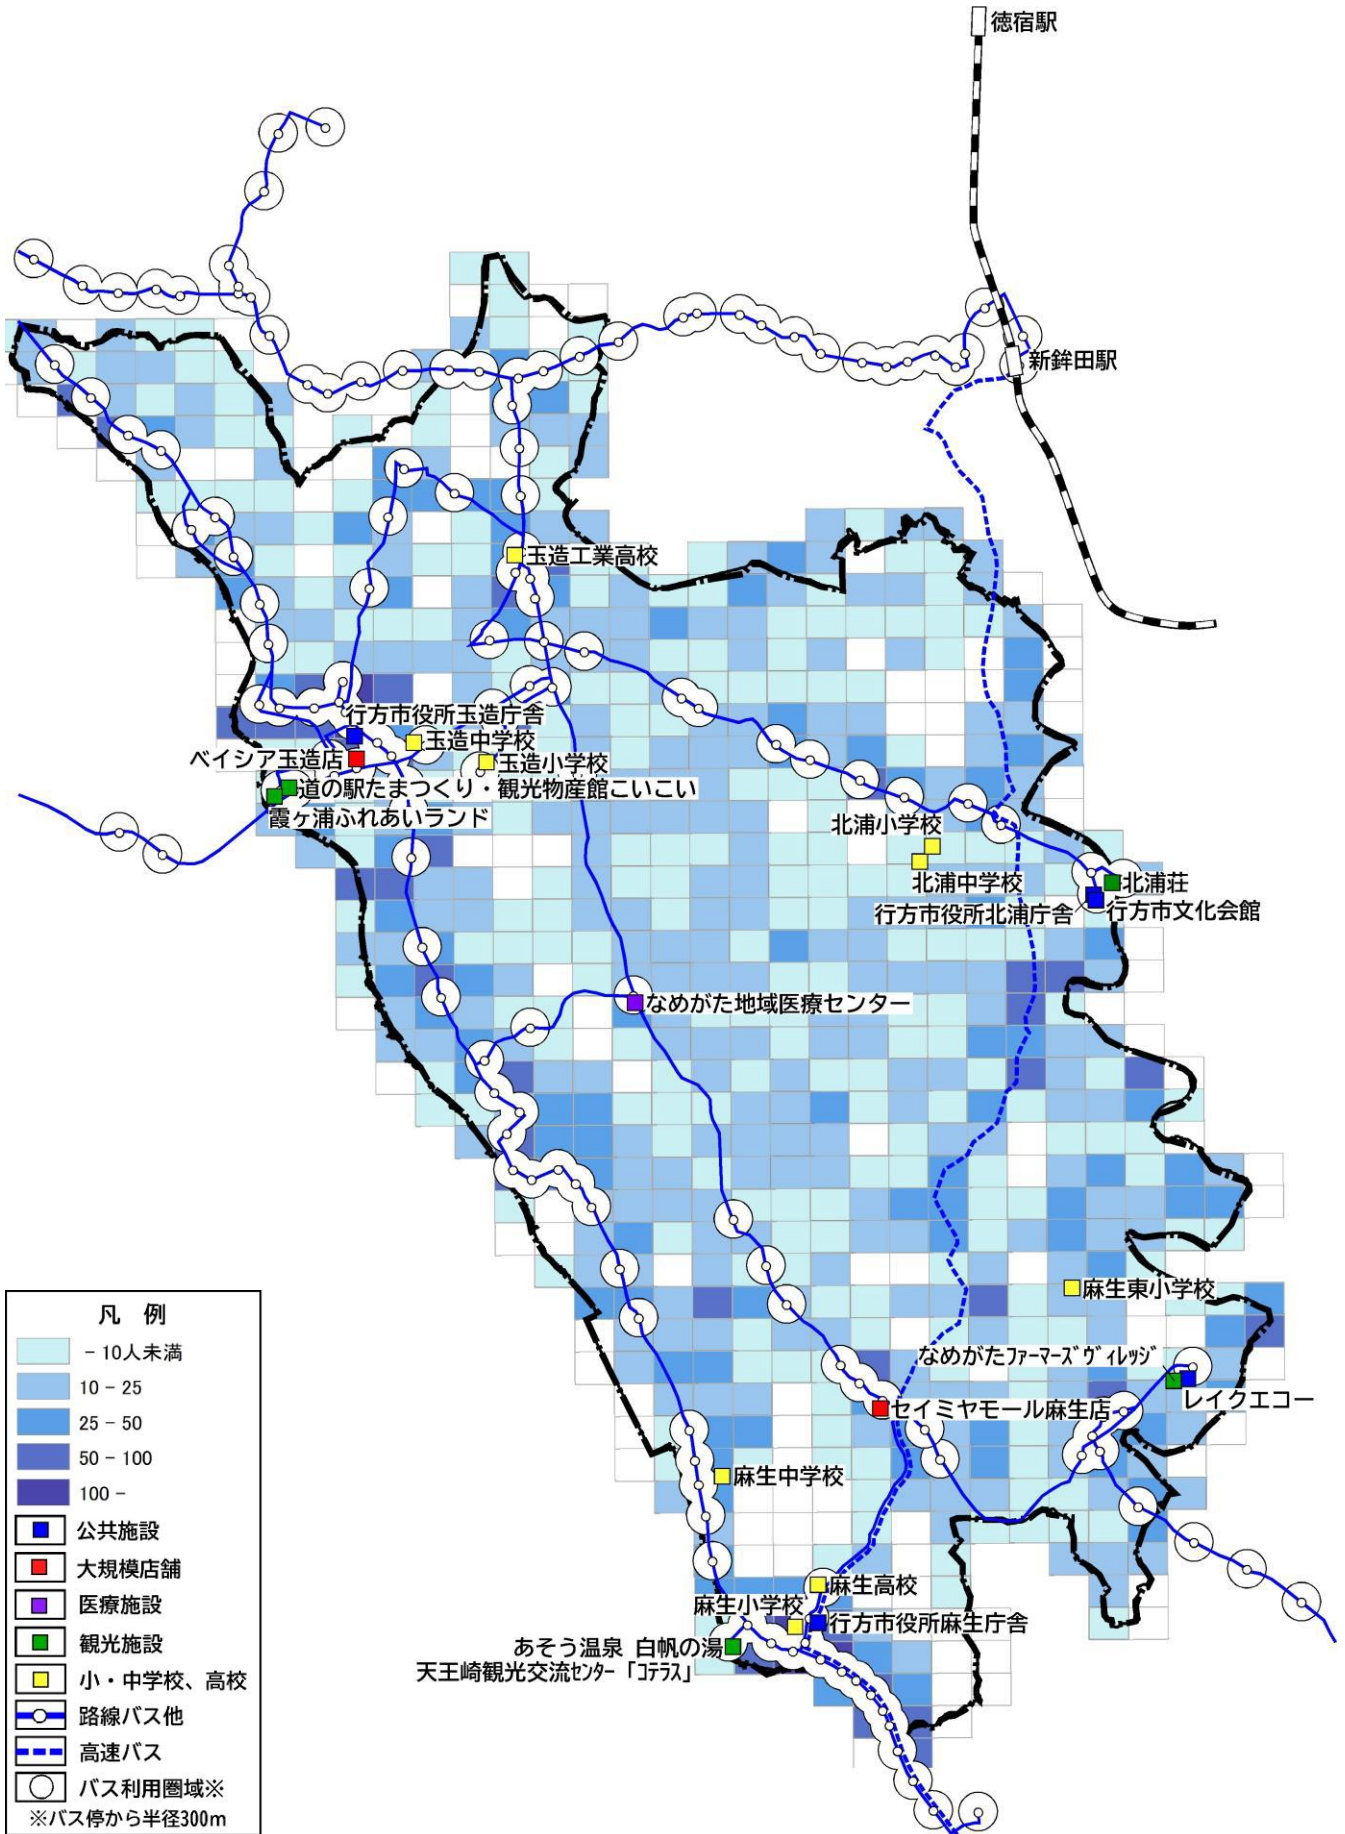 徳宿駅
新鉾田駅
玉造工業高校
行方市役所玉造庁舎
玉造中学校
ベイシア玉造店
玉造小学校
道の駅たまつくり・観光物産館こいこい
霞ヶ浦ふれあいランド
北浦小学校
北浦中学校
北浦荘
行方市役所北浦庁舎
行方市文化会館
なめがた地域医療センター
麻生東小学校
なめがたファーマーズヴィレッジ
レイクエコー
セイミヤモール麻生店
麻生中学校
麻生高校
麻生小学校
行方市役所麻生庁舎
あそう温泉 白帆の湯
天王崎観光交流センター「コテラス」
凡 例
- 10人未満
10 - 25
25 - 50
50 - 100
100 -
公共施設
大規模店舗
医療施設
観光施設
小・中学校、高校
路線バス他
高速バス
バス利用圏域※
※バス停から半径300m